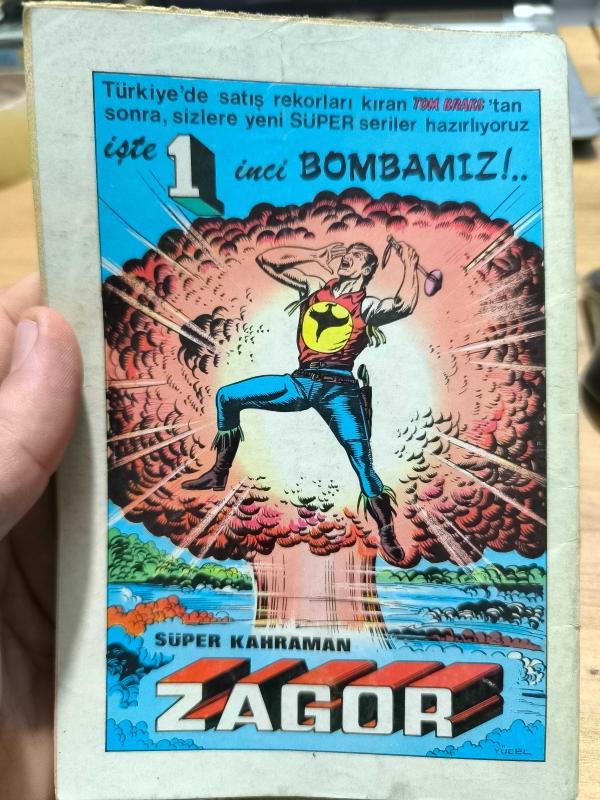 Türkiye'de satış rekorları kıran TOM BRAKS'tan
sonra, sizlere yeni SÜPER seriler hazırlıyoruz
işte 1 inci BOMBAMIZ!..
SÜPER KAHRAMAN
ZAGOR
YÜCEL